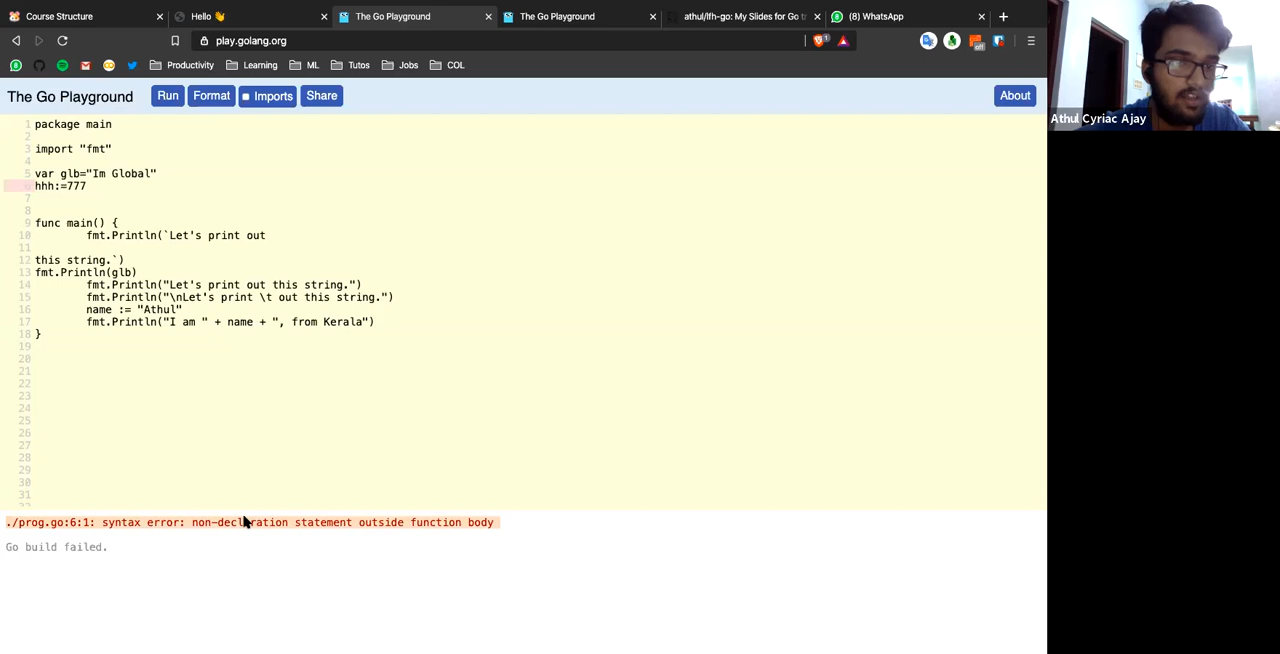 Course Structure
Hello 👋
The Go Playground
The Go Playground
athul/lfh-go: My Slides for Go tr
(8) WhatsApp
play.golang.org
1
off
8
Productivity
Learning
ML
Tutos
Jobs
COL
The Go Playground
Run
Format
Imports
Share
About
Athul Cyriac Ajay
1 package main
2
3 import "fmt"
4
5 var glb="Im Global"
6 hhh:=777
7
8
9 func main() {
10 fmt.Println(`Let's print out
11
12 this string.`)
13 fmt.Println(glb)
14 fmt.Println("Let's print out this string.")
15 fmt.Println("\nLet's print \t out this string.")
16 name := "Athul"
17 fmt.Println("I am " + name + ", from Kerala")
18 }
19
20
21
22
23
24
25
26
27
28
29
30
31
32
./prog.go:6:1: syntax error: non-declaration statement outside function body
Go build failed.